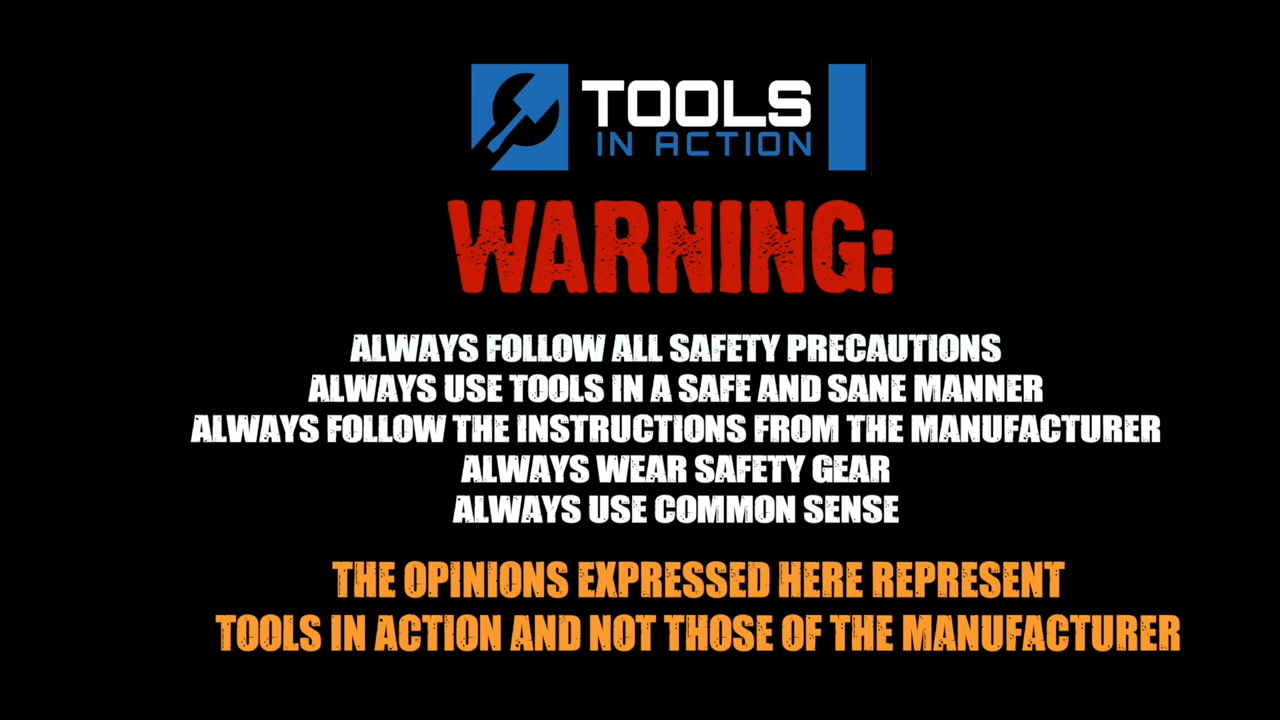 TOOLS
IN ACTION
WARNING:
ALWAYS FOLLOW ALL SAFETY PRECAUTIONS
ALWAYS USE TOOLS IN A SAFE AND SANE MANNER
ALWAYS FOLLOW THE INSTRUCTIONS FROM THE MANUFACTURER
ALWAYS WEAR SAFETY GEAR
ALWAYS USE COMMON SENSE
THE OPINIONS EXPRESSED HERE REPRESENT
TOOLS IN ACTION AND NOT THOSE OF THE MANUFACTURER